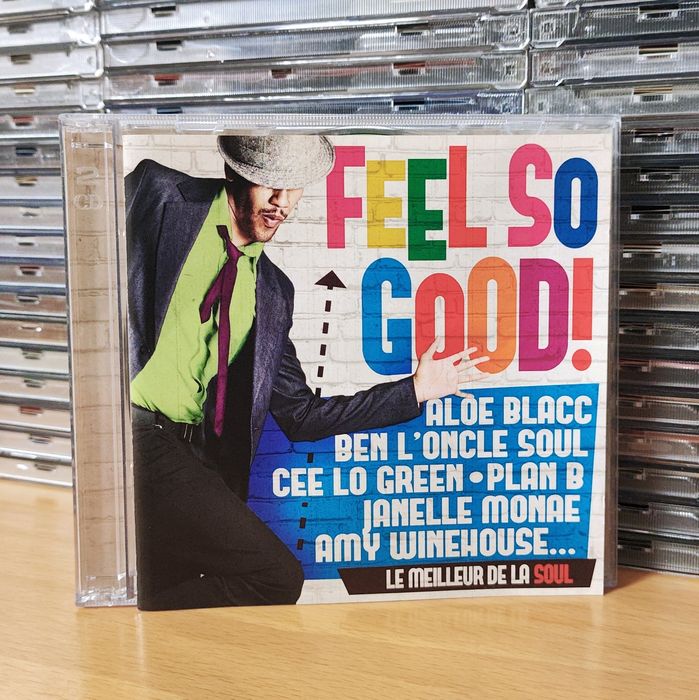 FEEL SO
GOOD!
ALOE BLACC
BEN L'ONCLE SOUL
CEE LO GREEN • PLAN B
JANELLE MONAE
AMY WINEHOUSE...
LE MEILLEUR DE LA SOUL